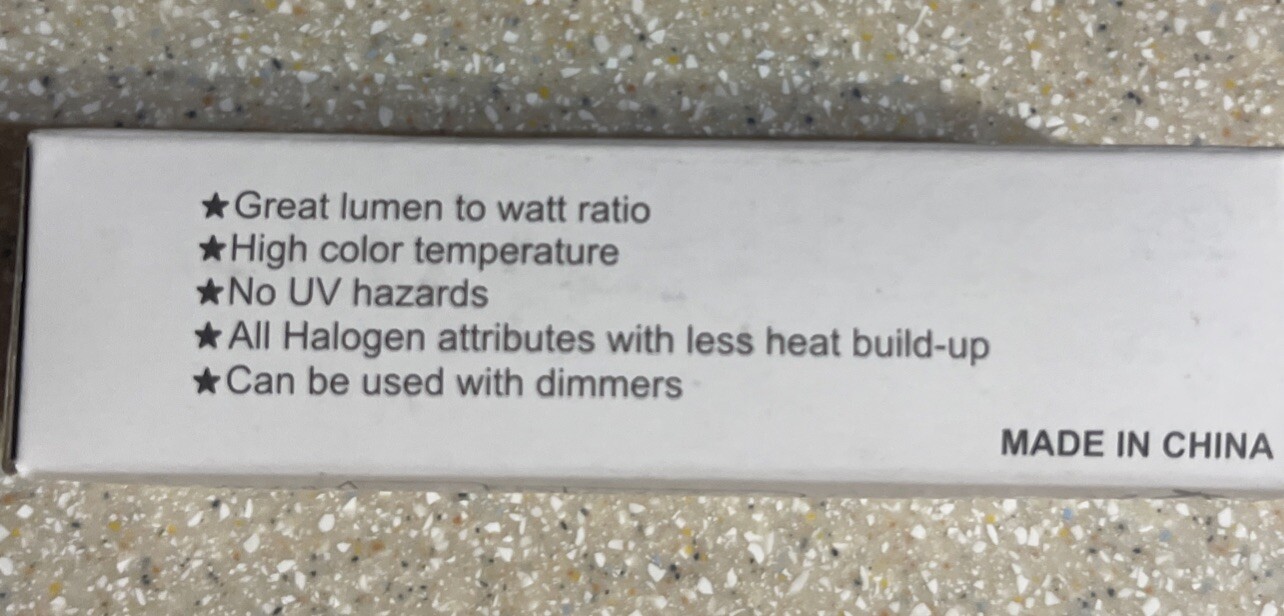 ★Great lumen to watt ratio
★High color temperature
★No UV hazards
★All Halogen attributes with less heat build-up
★Can be used with dimmers
MADE IN CHINA